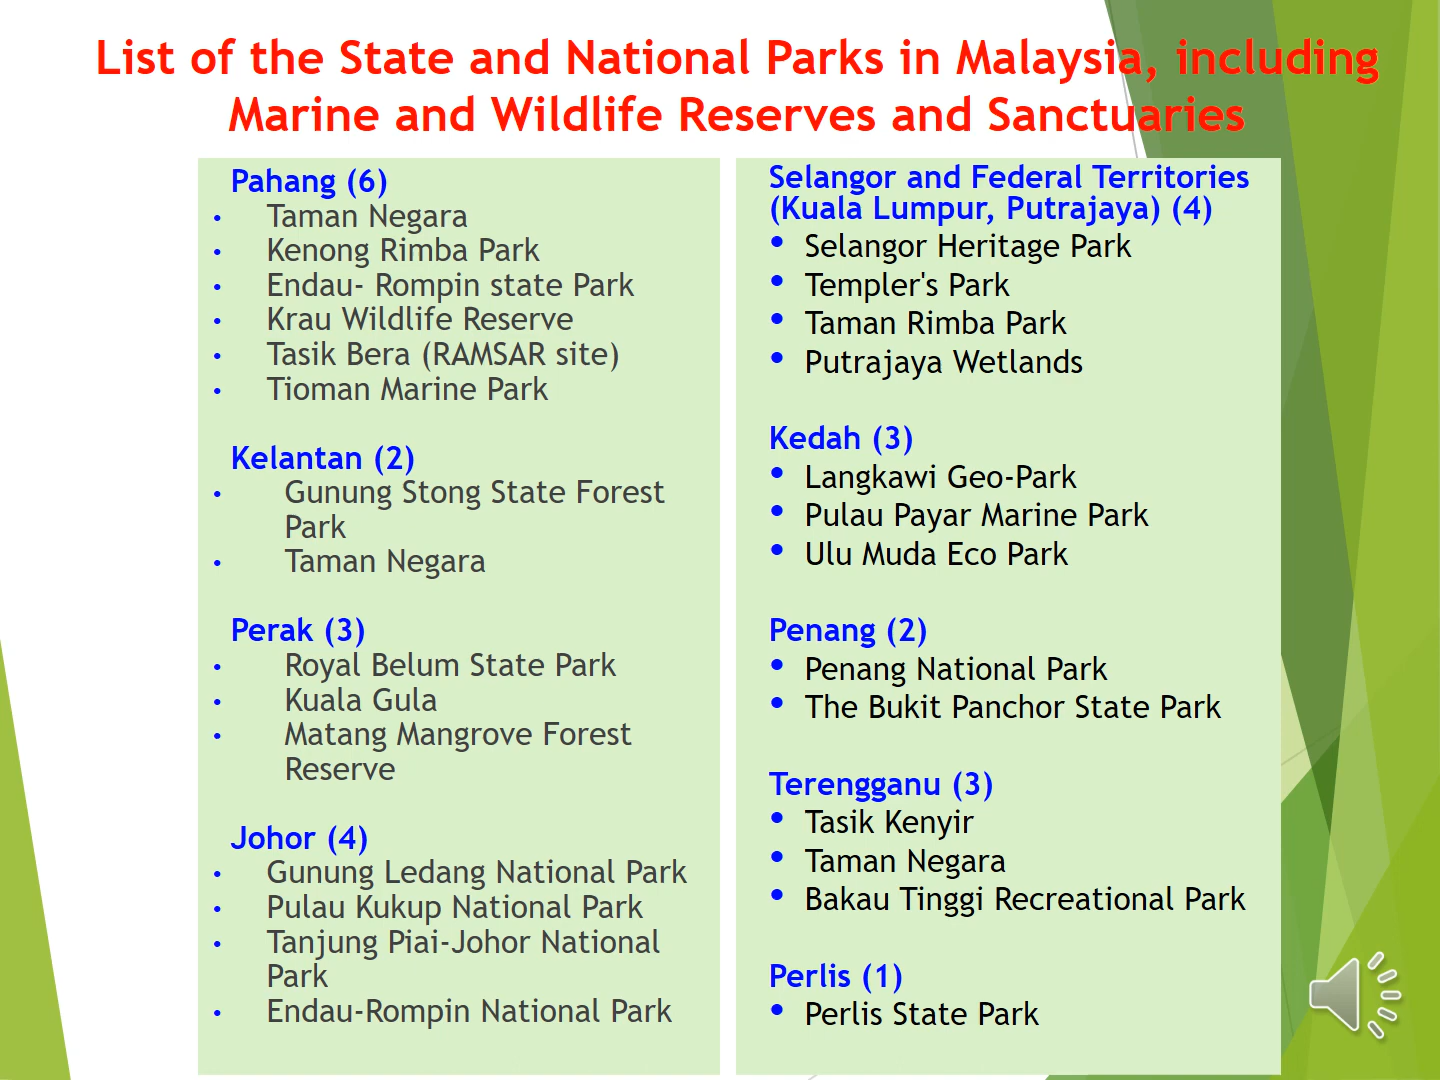 List of the State and National Parks in Malaysia, including
Marine and Wildlife Reserves and Sanctuaries
Pahang (6)
• Taman Negara
• Kenong Rimba Park
• Endau- Rompin state Park
• Krau Wildlife Reserve
• Tasik Bera (RAMSAR site)
• Tioman Marine Park
Kelantan (2)
• Gunung Stong State Forest
Park
• Taman Negara
Perak (3)
• Royal Belum State Park
• Kuala Gula
• Matang Mangrove Forest
Reserve
Johor (4)
• Gunung Ledang National Park
• Pulau Kukup National Park
• Tanjung Piai-Johor National
Park
• Endau-Rompin National Park
Selangor and Federal Territories
(Kuala Lumpur, Putrajaya) (4)
• Selangor Heritage Park
• Templer's Park
• Taman Rimba Park
• Putrajaya Wetlands
Kedah (3)
• Langkawi Geo-Park
• Pulau Payar Marine Park
• Ulu Muda Eco Park
Penang (2)
• Penang National Park
• The Bukit Panchor State Park
Terengganu (3)
• Tasik Kenyir
• Taman Negara
• Bakau Tinggi Recreational Park
Perlis (1)
• Perlis State Park